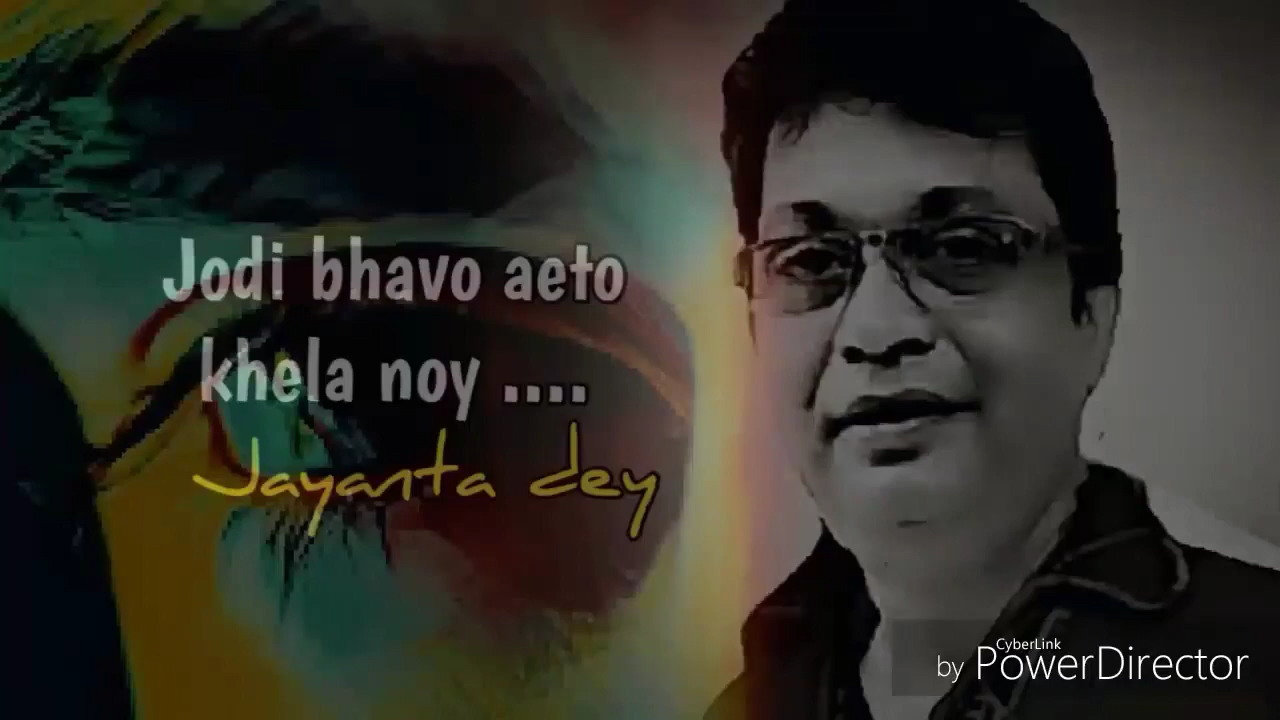 Jodi bhavo aeto
khela noy ....
Jayanta dey
CyberLink
by PowerDirector